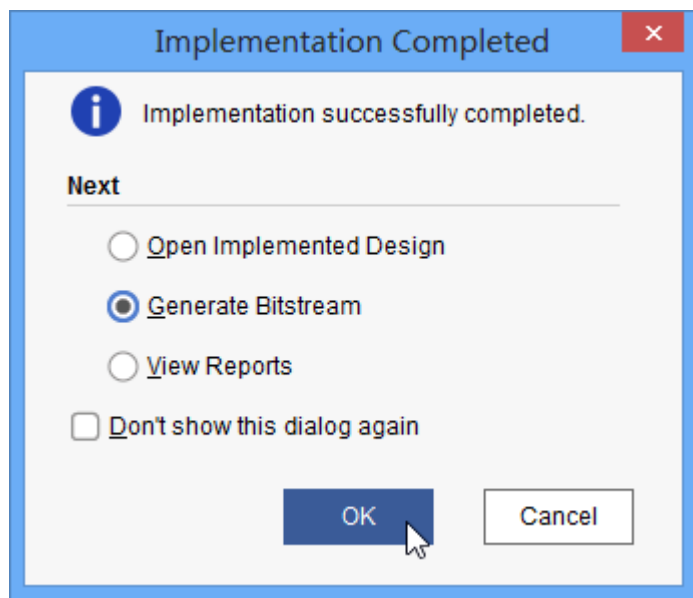 Implementation Completed
Implementation successfully completed.
Next
Open Implemented Design
Generate Bitstream
View Reports
Don't show this dialog again
OK
Cancel